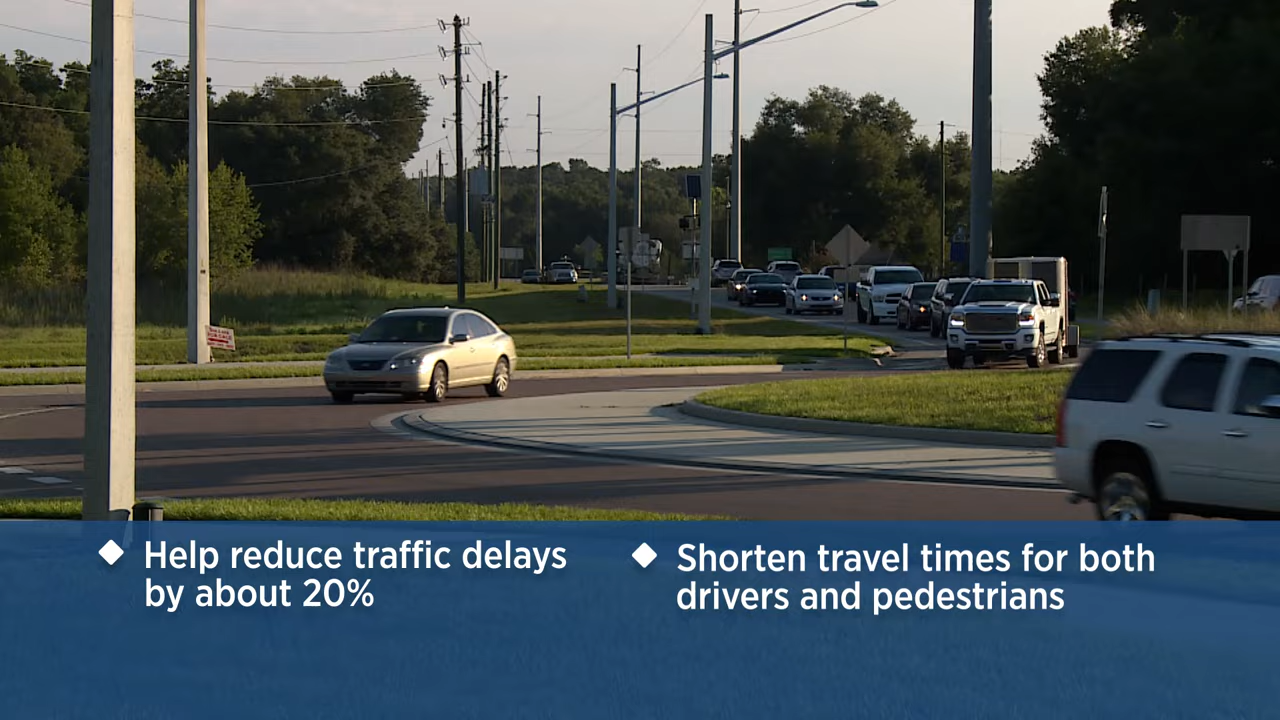 Help reduce traffic delays
by about 20%
Shorten travel times for both
drivers and pedestrians